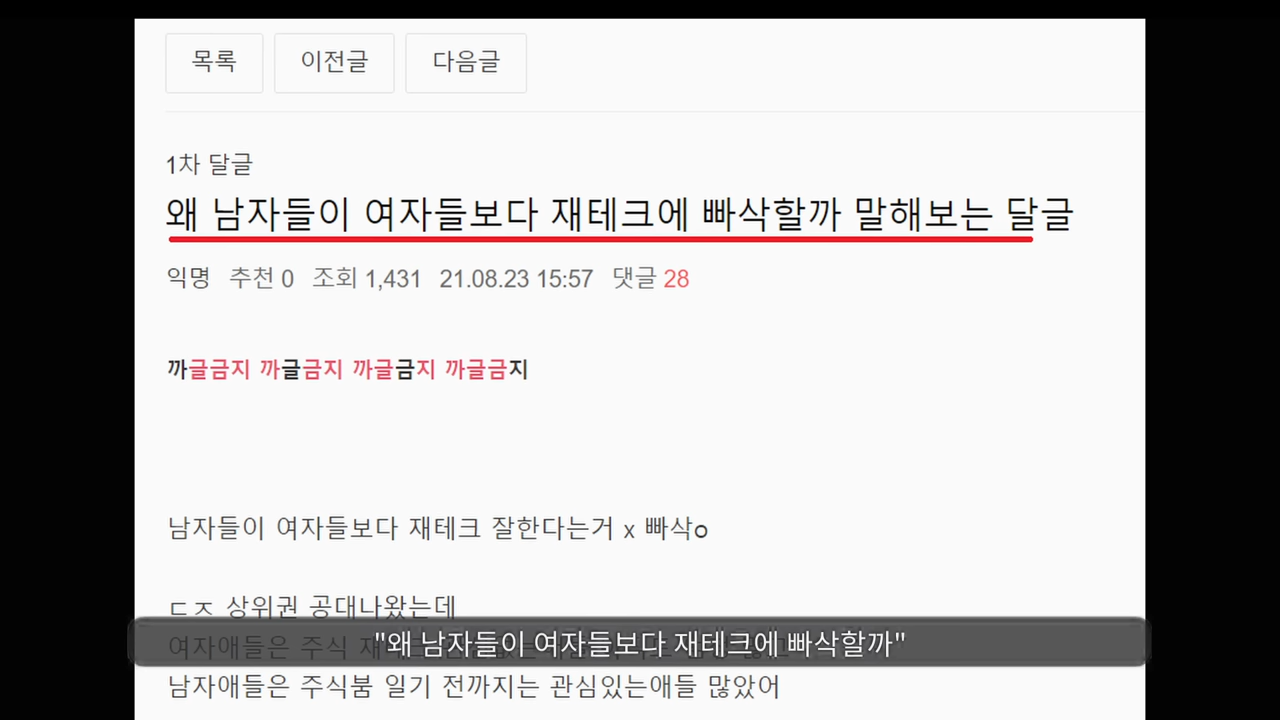 목록 이전글 다음글
1차 달글
왜 남자들이 여자들보다 재테크에 빠삭할까 말해보는 달글
익명 추천 0 조회 1,431 21.08.23 15:57 댓글 28
까글금지 까글금지 까글금지 까글금지
남자들이 여자들보다 재테크 잘한다는거 x 빠삭o
ㄷㅈ 상위권 공대나왔는데
여자애들은 주식
"왜 남자들이 여자들보다 재테크에 빠삭할까"
남자애들은 주식붐 일기 전까지는 관심있는애들 많았어